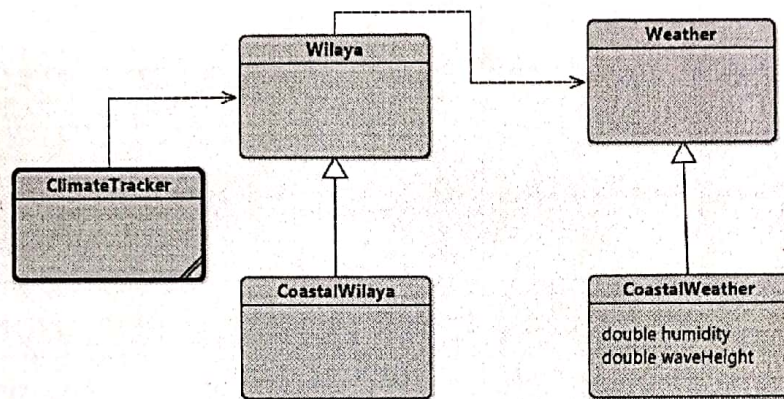 Wilaya
Weather
ClimateTracker
CoastalWilaya
CoastalWeather
double humidity
double waveHeight